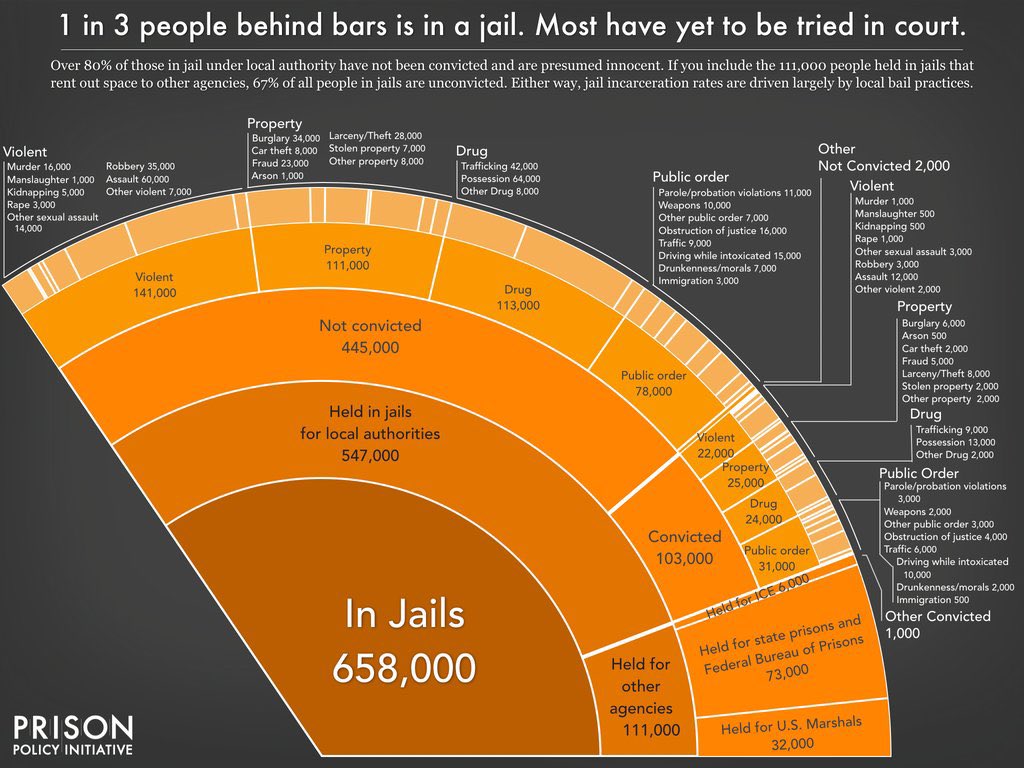 1 in 3 people behind bars is in a jail. Most have yet to be tried in court.
Over 80% of those in jail under local authority have not been convicted and are presumed innocent. If you include the 111,000 people held in jails that
rent out space to other agencies, 67% of all people in jails are unconvicted. Either way, jail incarceration rates are driven largely by local bail practices.
Violent
Murder 16,000
Manslaughter 1,000
Kidnapping 5,000
Rape 3,000
Other sexual assault
14,000
Robbery 35,000
Assault 60,000
Other violent 7,000
Property
Burglary 34,000
Car theft 8,000
Fraud 23,000
Arson 1,000
Larceny/Theft 28,000
Stolen property 7,000
Other property 8,000
Drug
Trafficking 42,000
Possession 64,000
Other Drug 8,000
Public order
Parole/probation violations 11,000
Weapons 10,000
Other public order 7,000
Obstruction of justice 16,000
Traffic 9,000
Driving while intoxicated 15,000
Drunkenness/morals 7,000
Immigration 3,000
Other
Not Convicted 2,000
Violent
Murder 1,000
Manslaughter 500
Kidnapping 500
Rape 1,000
Other sexual assault 3,000
Robbery 3,000
Assault 12,000
Other violent 2,000
Property
Burglary 6,000
Arson 500
Car theft 2,000
Fraud 5,000
Larceny/Theft 8,000
Stolen property 2,000
Other property 2,000
Drug
Trafficking 9,000
Possession 13,000
Other Drug 2,000
Public Order
Parole/probation violations
3,000
Weapons 2,000
Other public order 3,000
Obstruction of justice 4,000
Traffic 6,000
Driving while intoxicated
10,000
Drunkenness/morals 2,000
Immigration 500
Other Convicted
1,000
Violent
141,000
Property
111,000
Drug
113,000
Public order
78,000
Not convicted
445,000
Violent
22,000
Property
25,000
Drug
24,000
Public order
31,000
Convicted
103,000
Held in jails
for local authorities
547,000
Held for ICE 6,000
Held for state prisons and
Federal Bureau of Prisons
73,000
Held for U.S. Marshals
32,000
Held for
other
agencies
111,000
In Jails
658,000
PRISON
POLICY INITIATIVE